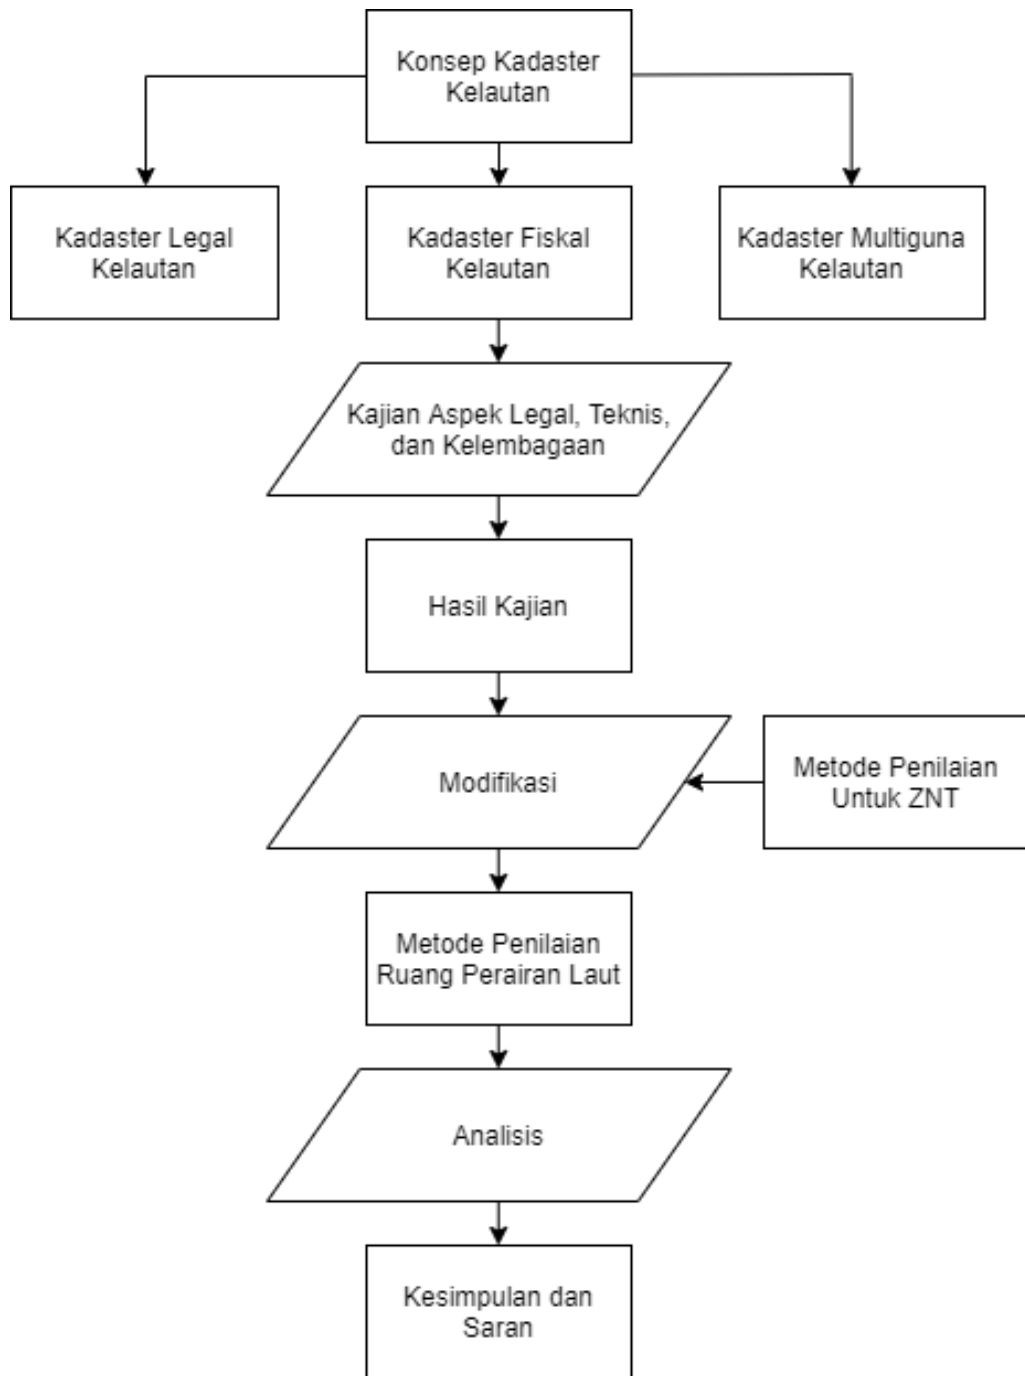 Konsep Kadaster
Kelautan
Kadaster Legal
Kelautan
Kadaster Fiskal
Kelautan
Kadaster Multiguna
Kelautan
Kajian Aspek Legal, Teknis,
dan Kelembagaan
Hasil Kajian
Modifikasi
Metode Penilaian
Untuk ZNT
Metode Penilaian
Ruang Perairan Laut
Analisis
Kesimpulan dan
Saran